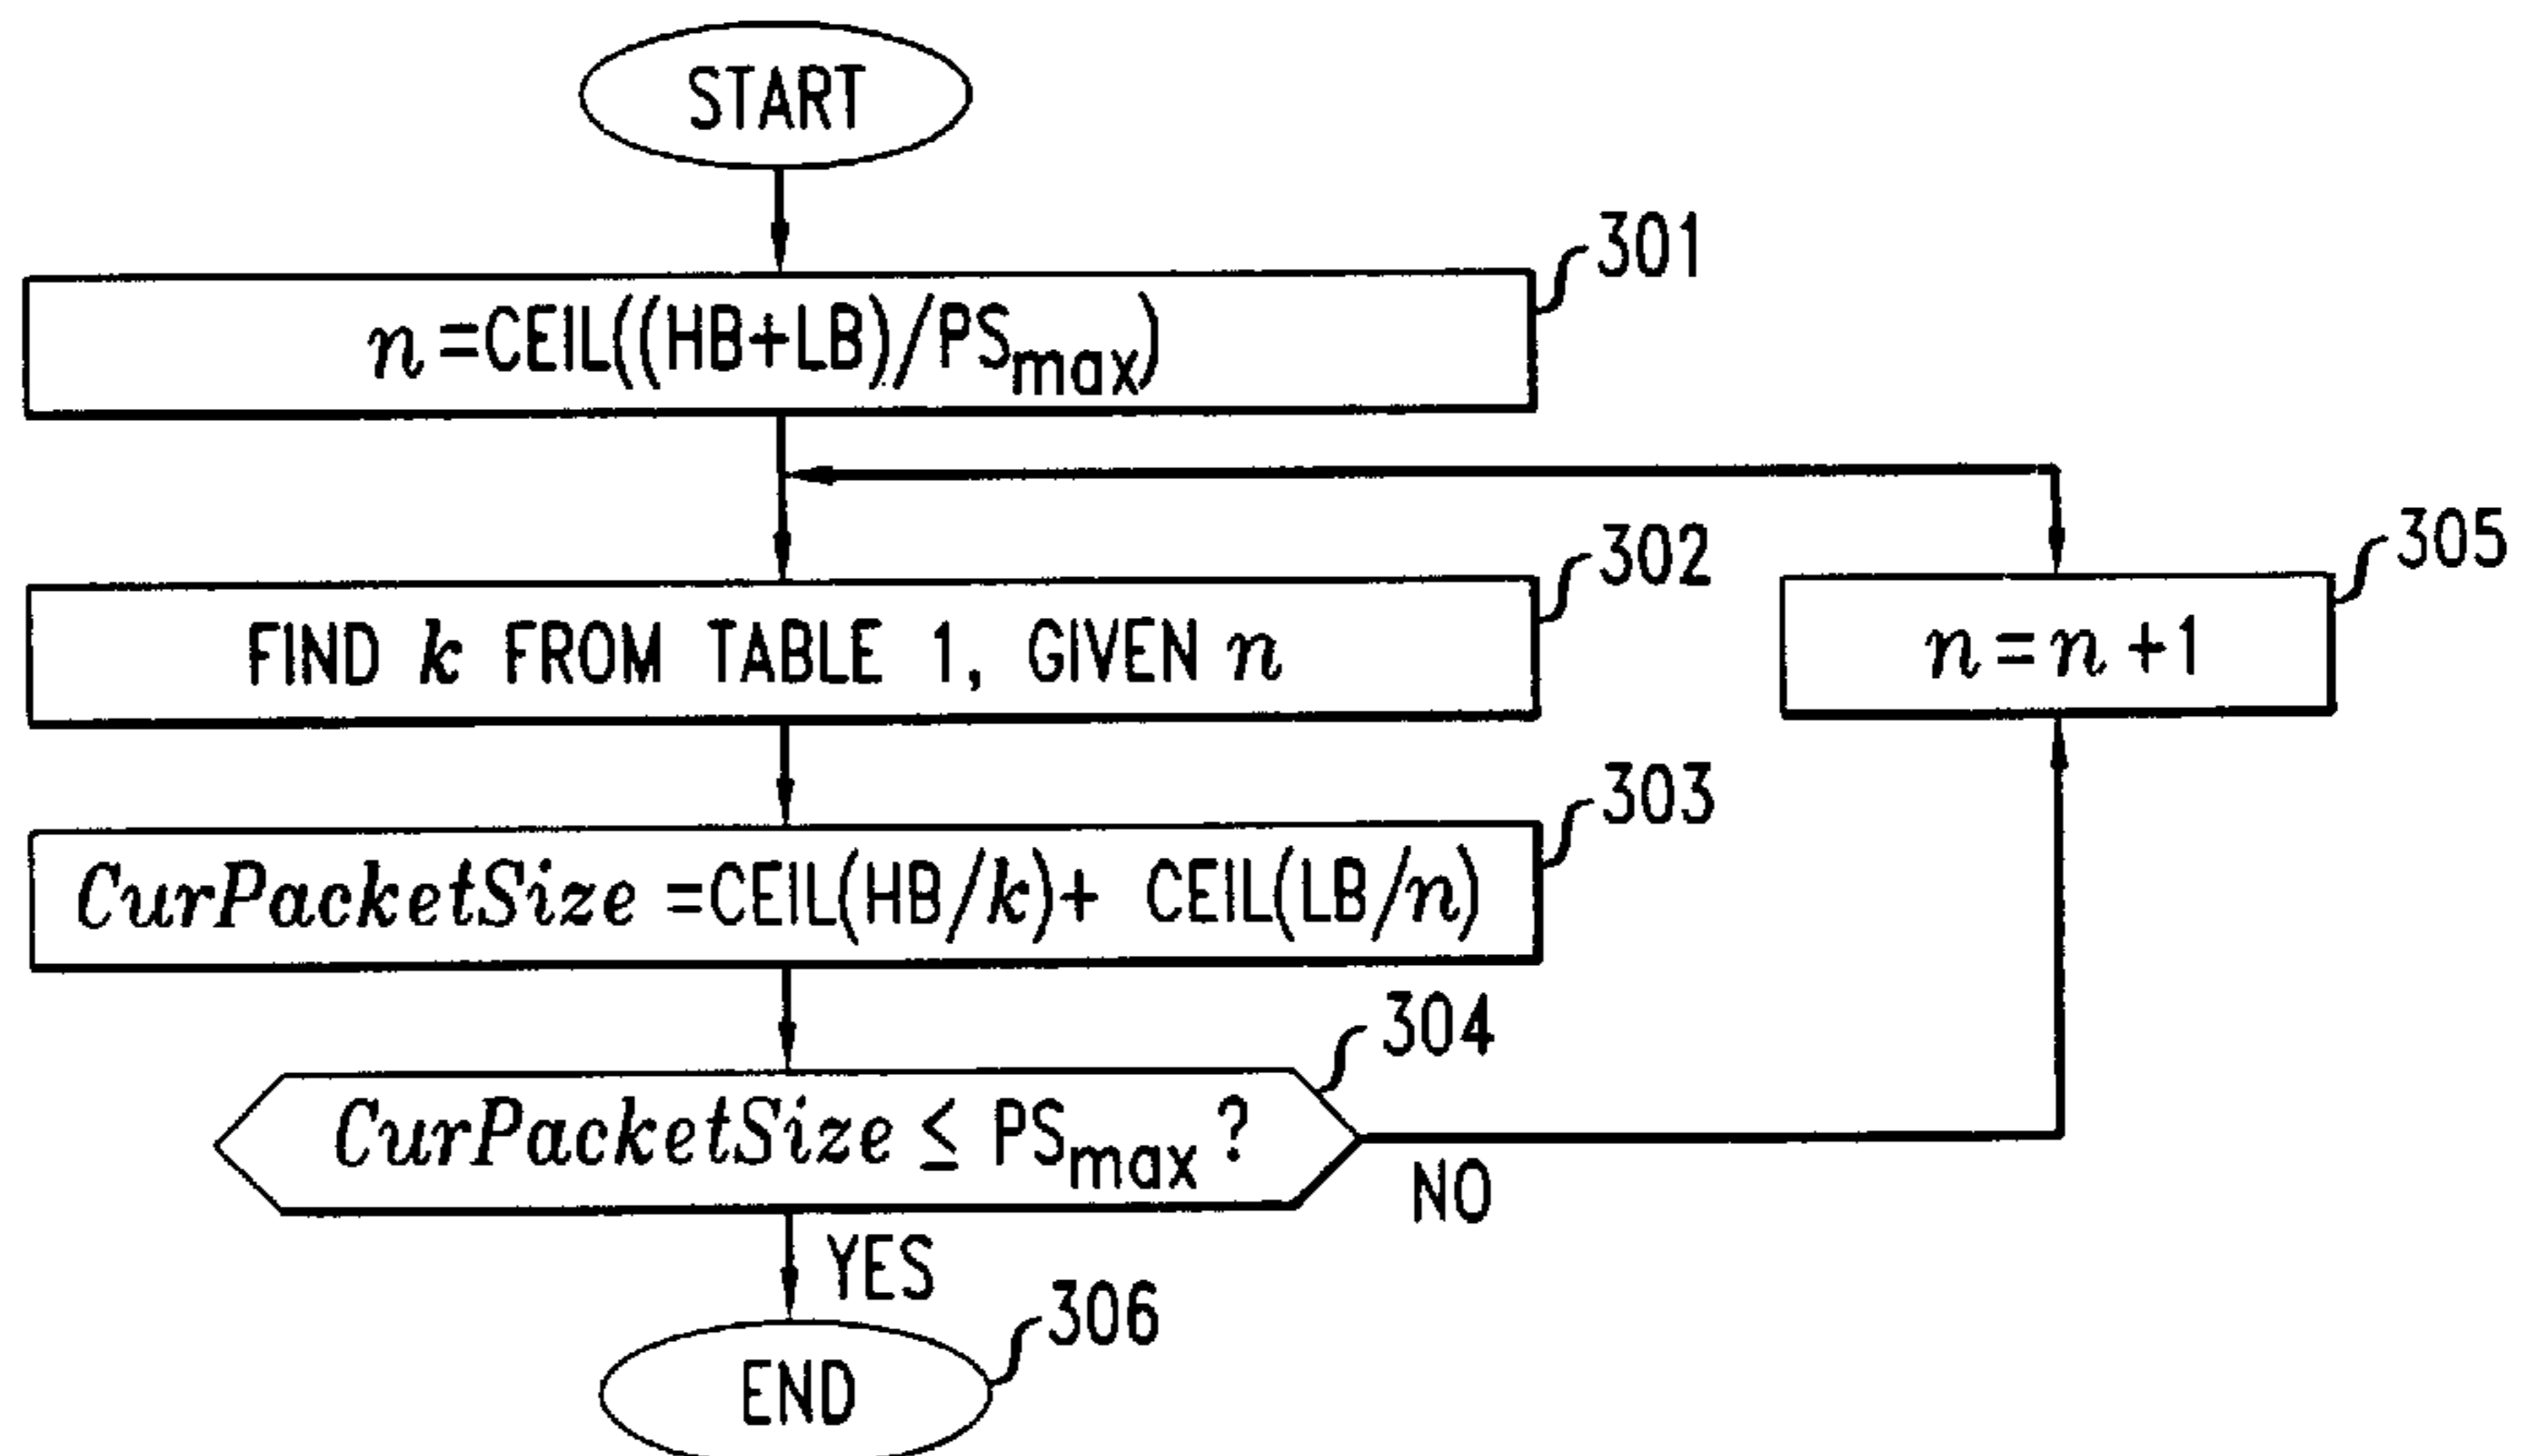 START
301
n=CEIL((HB+LB)/PSmax)
302
FIND k FROM TABLE 1, GIVEN n
305
n=n+1
303
CurPacketSize =CEIL(HB/k)+ CEIL(LB/n)
304
CurPacketSize ≤ PSmax ?
NO
YES
306
END